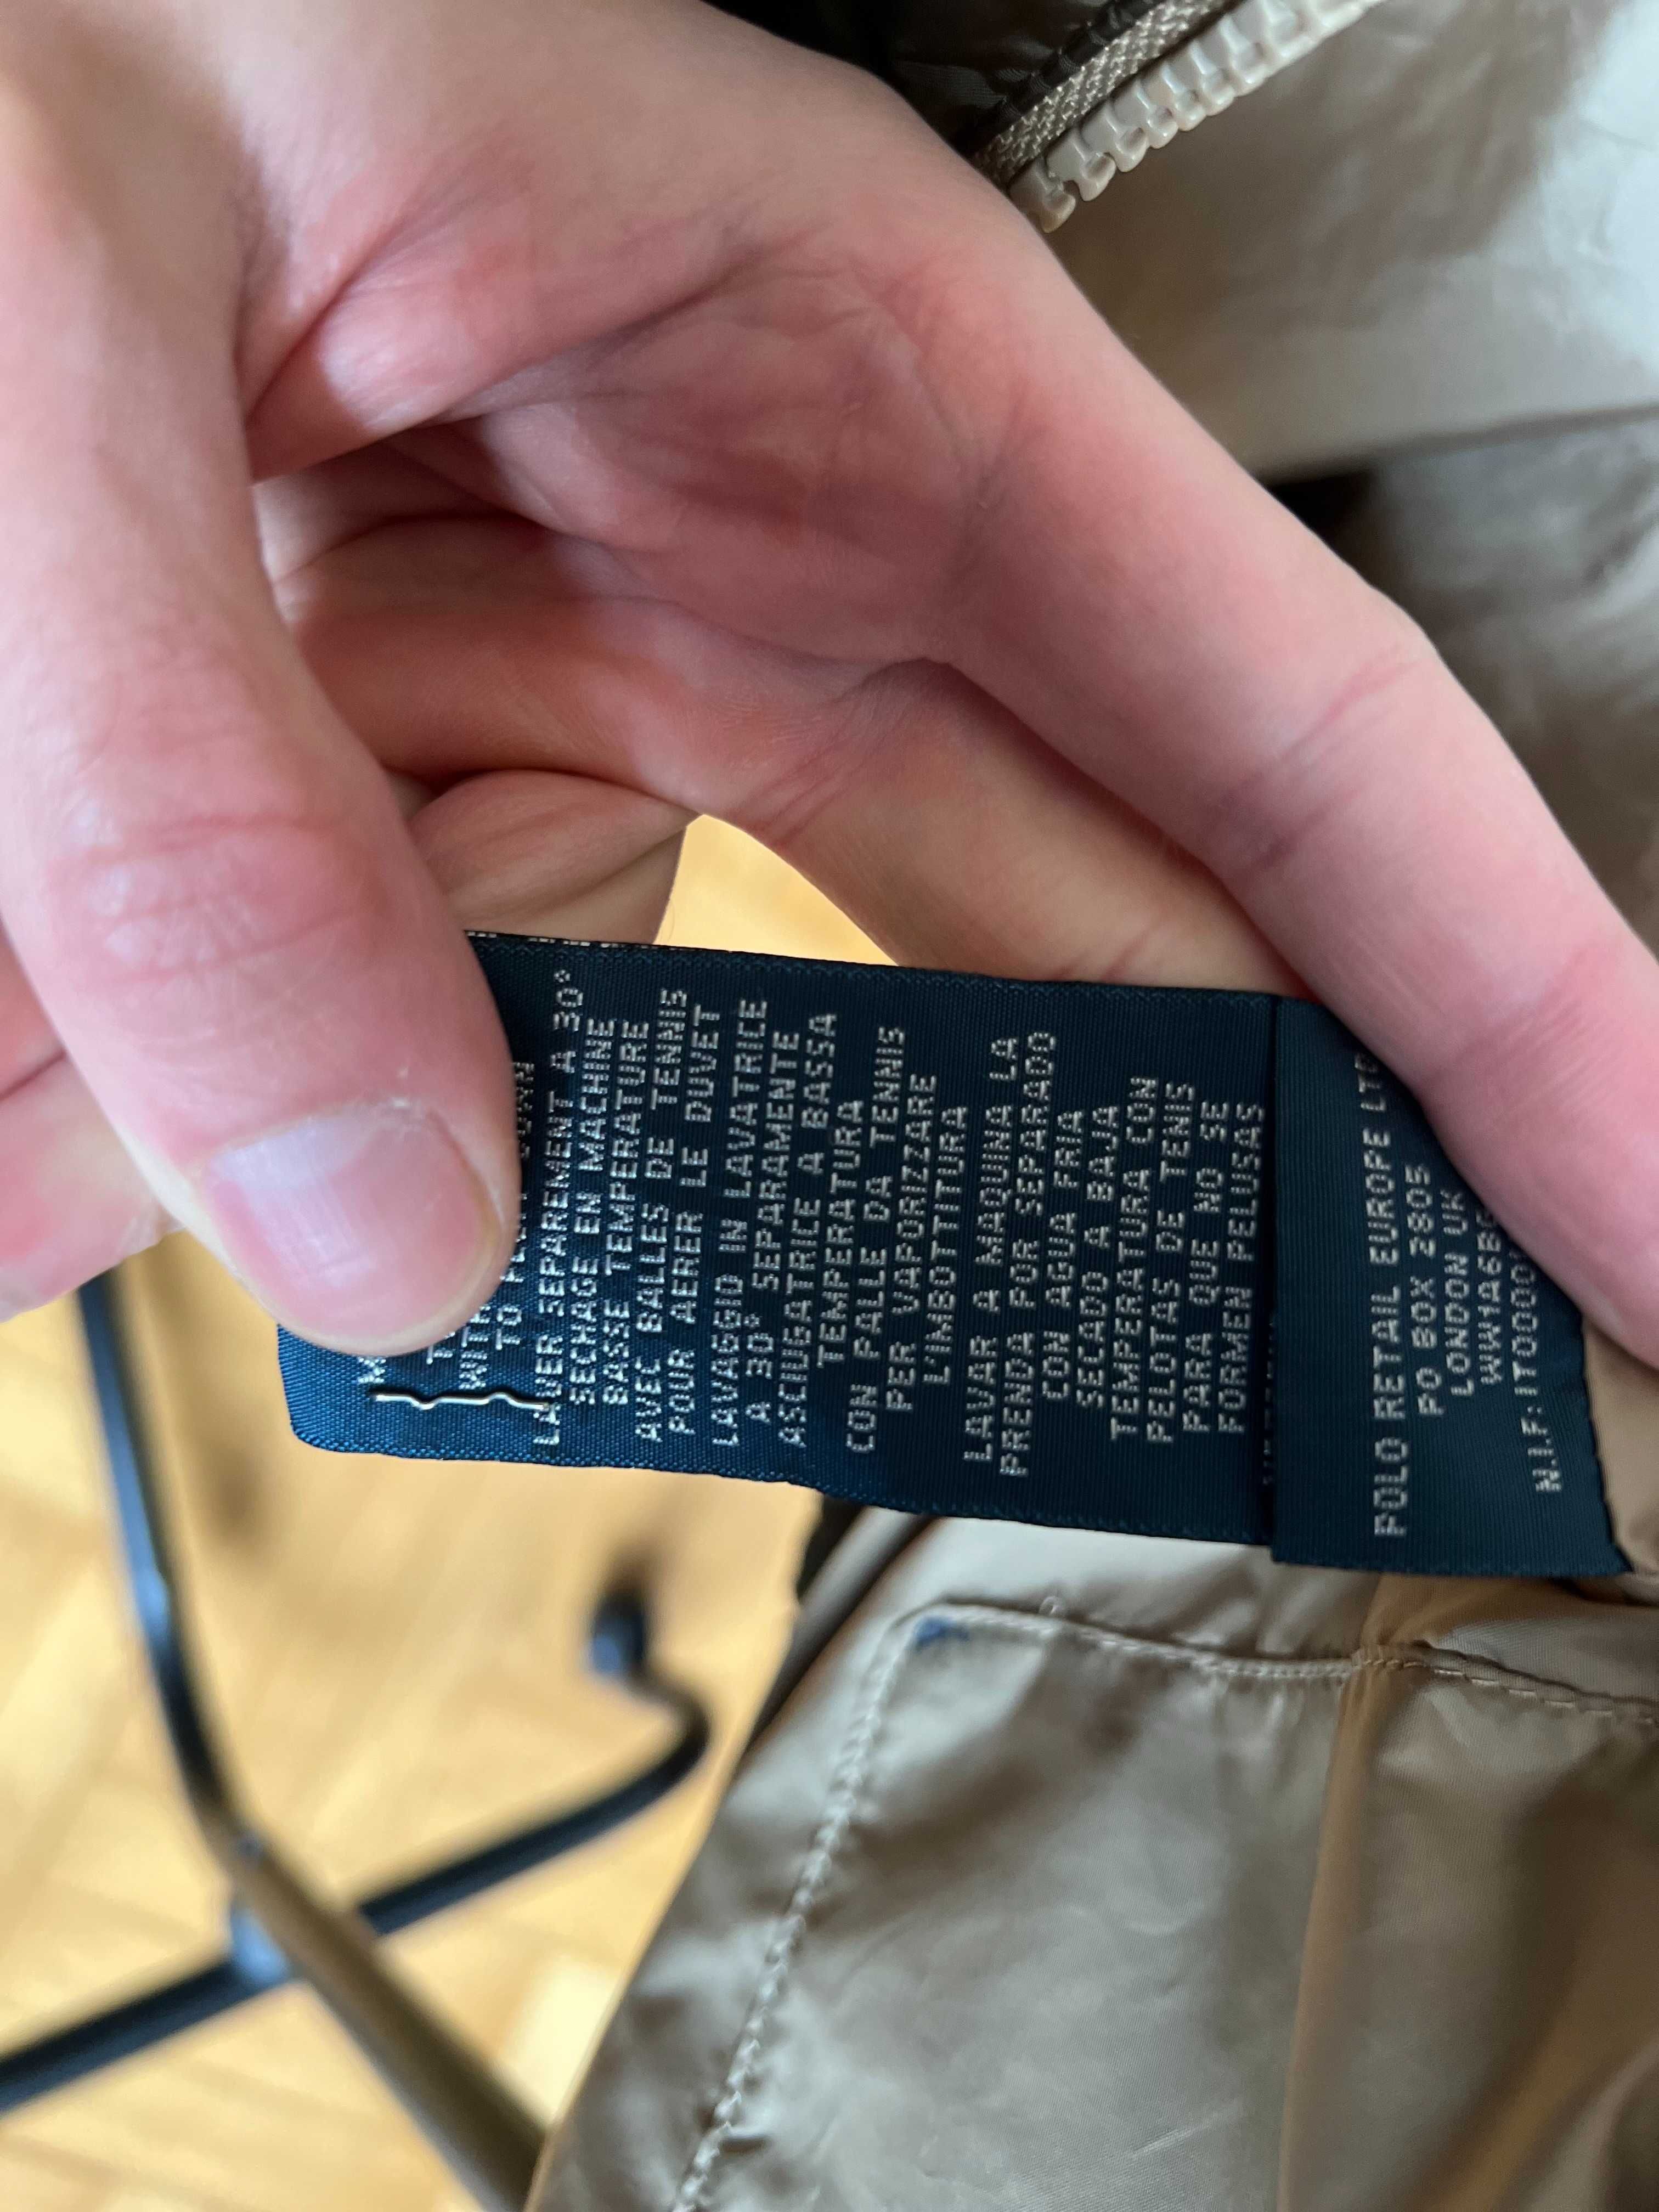 WITH
TO
LAVER SEPAREMENT A 30°
SECHAGE EN MACHINE
BASSE TEMPERATURE
AVEC BALLES DE TENNIS
POUR AERER LE DUVET
LAVAGGIO IN LAVATRICE
A 30° SEPARAMENTE
ASCIUGATRICE A BASSA
TEMPERATURA
CON PALLE DA TENNIS
PER VAPORIZZARE
L'IMBOTTITURA
LAVAR A MAQUINA LA
PRENDA POR SEPARADO
CON AGUA FRIA
SECADO A BAJA
TEMPERATURA CON
PELOTAS DE TENIS
PARA QUE NO SE
FORMEN PELUSAS
POLO RETAIL EUROPE LTD
PO BOX 2805
LONDON UK
N.I.F: